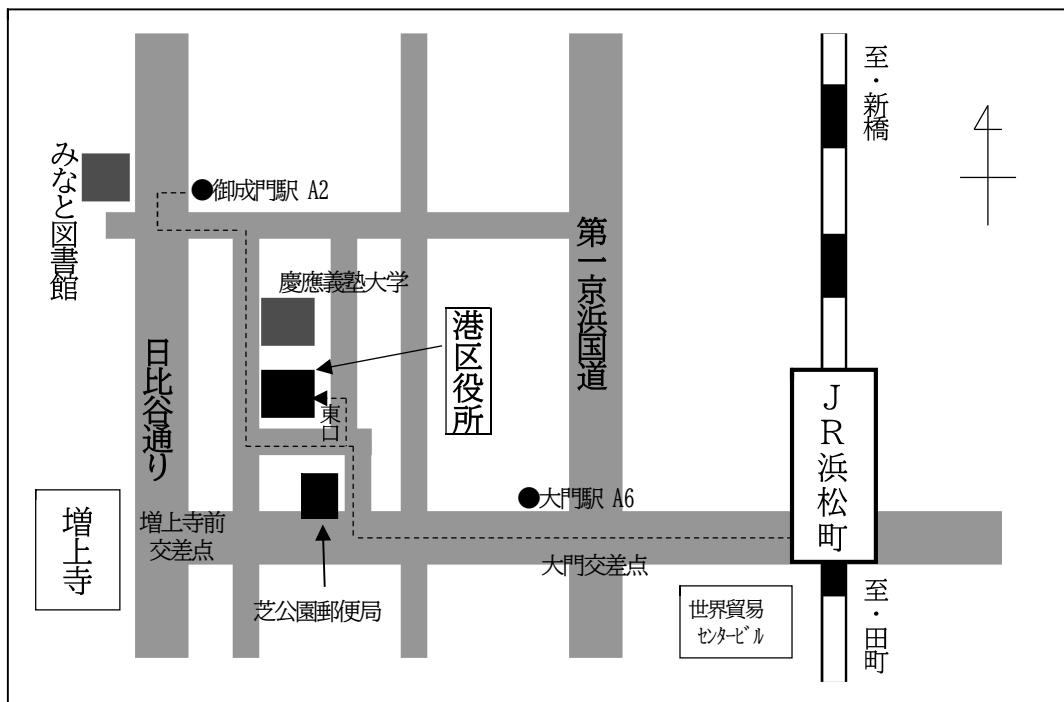 至・新橋
みなと図書館
●御成門駅 A2
第一京浜国道
慶應義塾大学
港区役所
日比谷通り
東口
JR浜松町
●大門駅 A6
増上寺
増上寺前
交差点
大門交差点
芝公園郵便局
世界貿易
センタービル
至・田町